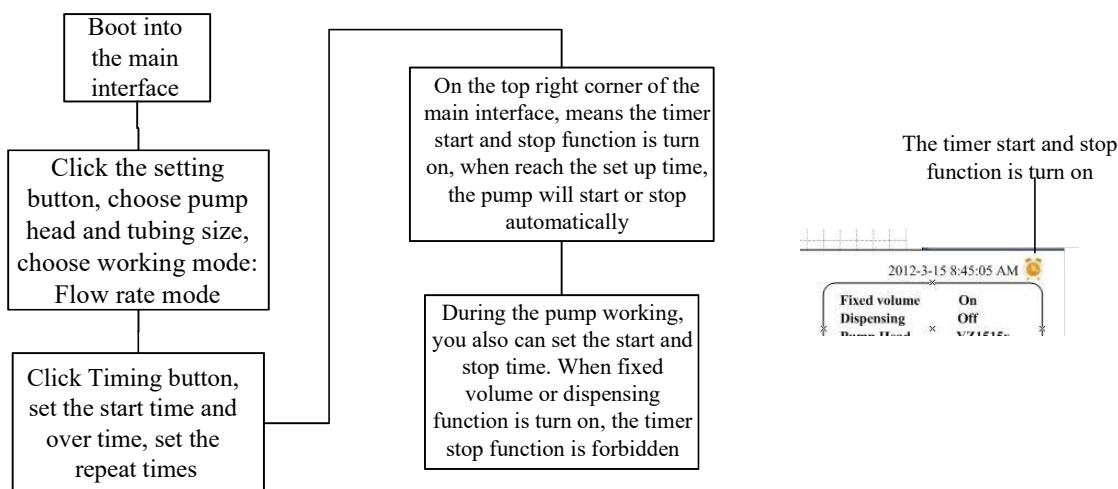 Boot into
the main
interface
Click the setting
button, choose pump
head and tubing size,
choose working mode:
Flow rate mode
Click Timing button,
set the start time and
over time, set the
repeat times
On the top right corner of the
main interface, means the timer
start and stop function is turn
on, when reach the set up time,
the pump will start or stop
automatically
During the pump working,
you also can set the start and
stop time. When fixed
volume or dispensing
function is turn on, the timer
stop function is forbidden
The timer start and stop
function is turn on
2012-3-15 8:45:05 AM
Fixed volume On
Dispensing Off
Pump Head YZ1515x